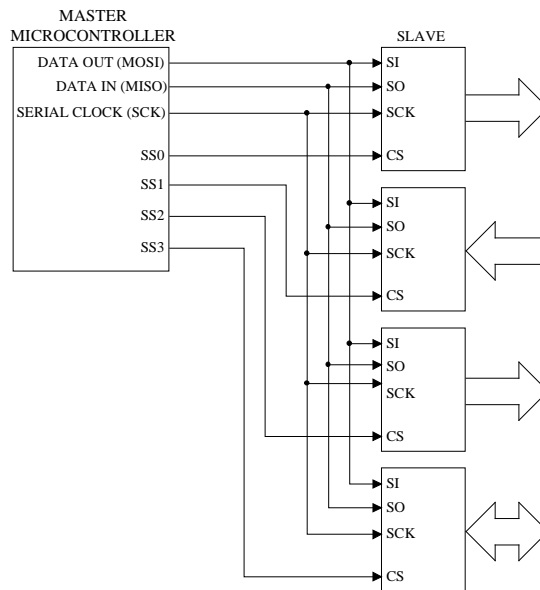 MASTER
MICROCONTROLLER
DATA OUT (MOSI)
DATA IN (MISO)
SERIAL CLOCK (SCK)
SS0
SS1
SS2
SS3
SLAVE
SI
SO
SCK
CS
SI
SO
SCK
CS
SI
SO
SCK
CS
SI
SO
SCK
CS